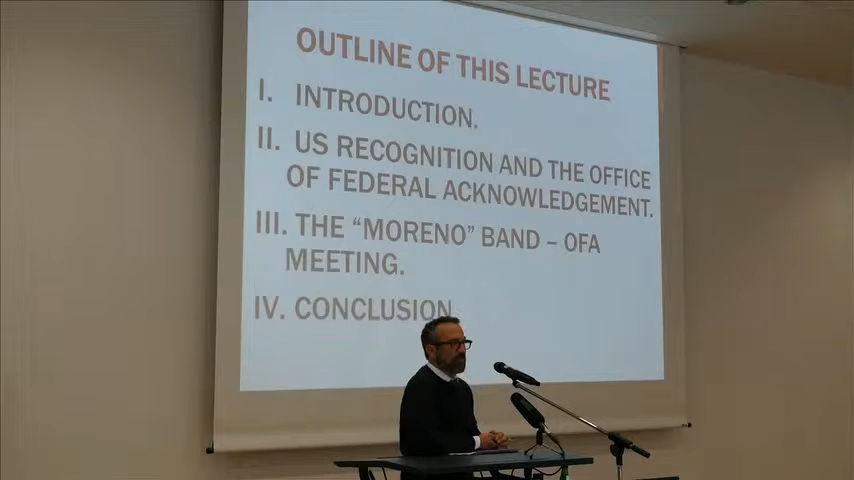 OUTLINE OF THIS LECTURE
I. INTRODUCTION.
II. US RECOGNITION AND THE OFFICE
OF FEDERAL ACKNOWLEDGEMENT.
III. THE “MORENO” BAND – OFA
MEETING.
IV. CONCLUSION